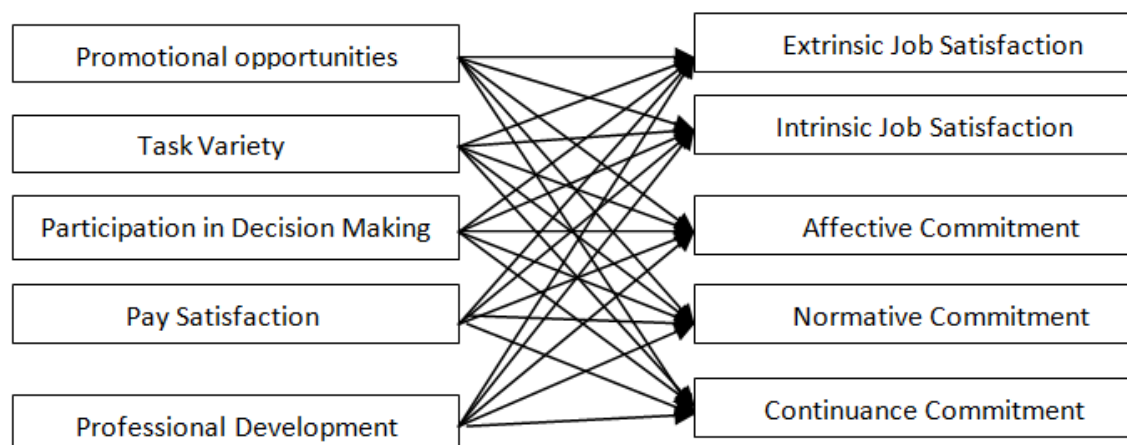 Promotional opportunities
Task Variety
Participation in Decision Making
Pay Satisfaction
Professional Development
Extrinsic Job Satisfaction
Intrinsic Job Satisfaction
Affective Commitment
Normative Commitment
Continuance Commitment